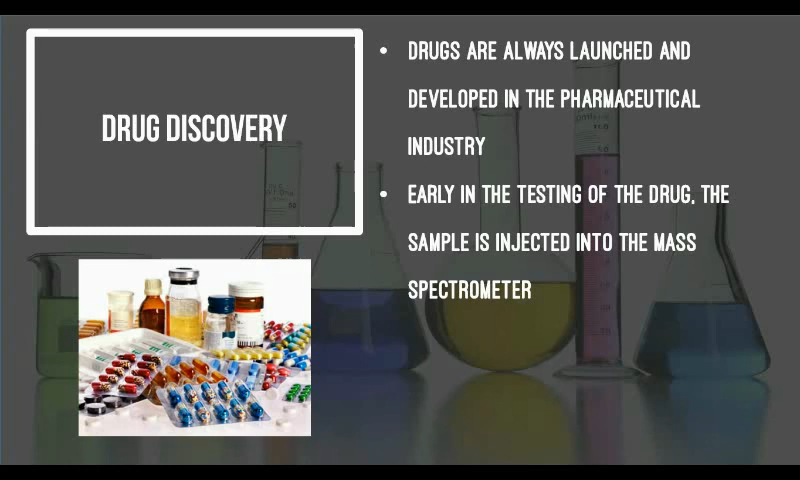 DRUG DISCOVERY
• DRUGS ARE ALWAYS LAUNCHED AND
DEVELOPED IN THE PHARMACEUTICAL
INDUSTRY
• EARLY IN THE TESTING OF THE DRUG, THE
SAMPLE IS INJECTED INTO THE MASS
SPECTROMETER